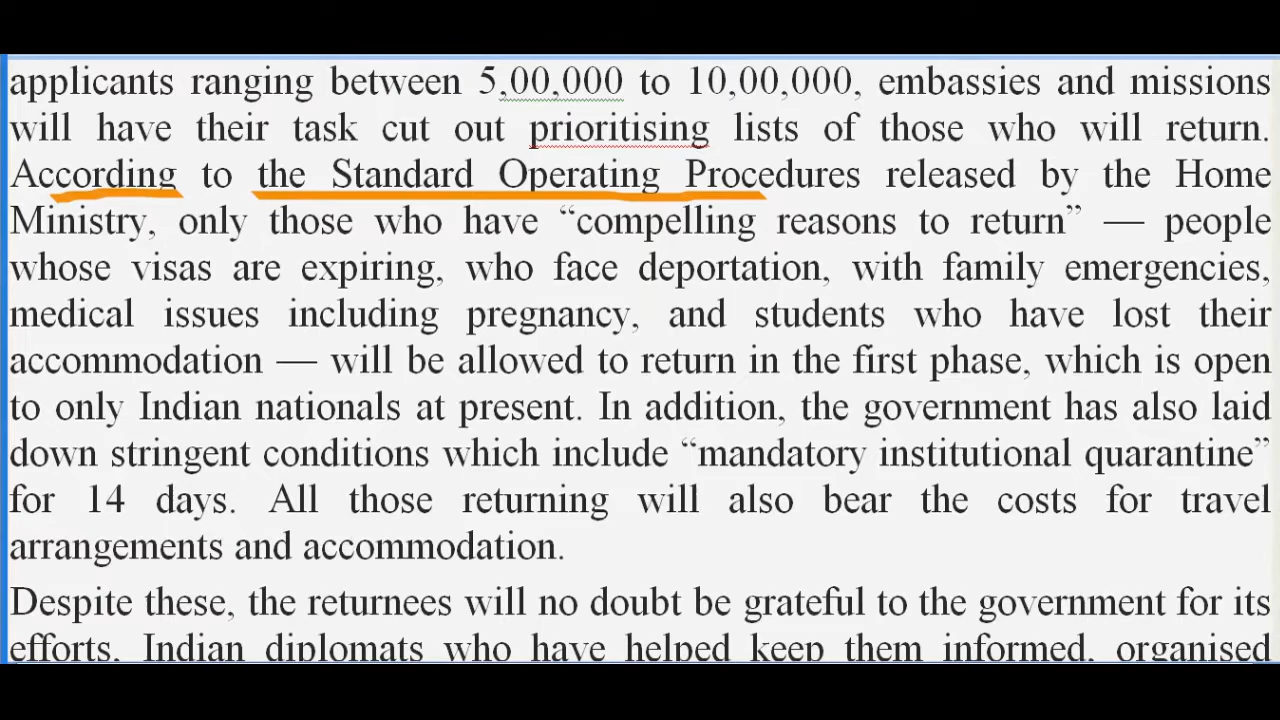 applicants ranging between 5,00,000 to 10,00,000, embassies and missions
will have their task cut out prioritising lists of those who will return.
According to the Standard Operating Procedures released by the Home
Ministry, only those who have “compelling reasons to return” — people
whose visas are expiring, who face deportation, with family emergencies,
medical issues including pregnancy, and students who have lost their
accommodation — will be allowed to return in the first phase, which is open
to only Indian nationals at present. In addition, the government has also laid
down stringent conditions which include “mandatory institutional quarantine”
for 14 days. All those returning will also bear the costs for travel
arrangements and accommodation.
Despite these, the returnees will no doubt be grateful to the government for its
efforts. Indian diplomats who have helped keep them informed, organised